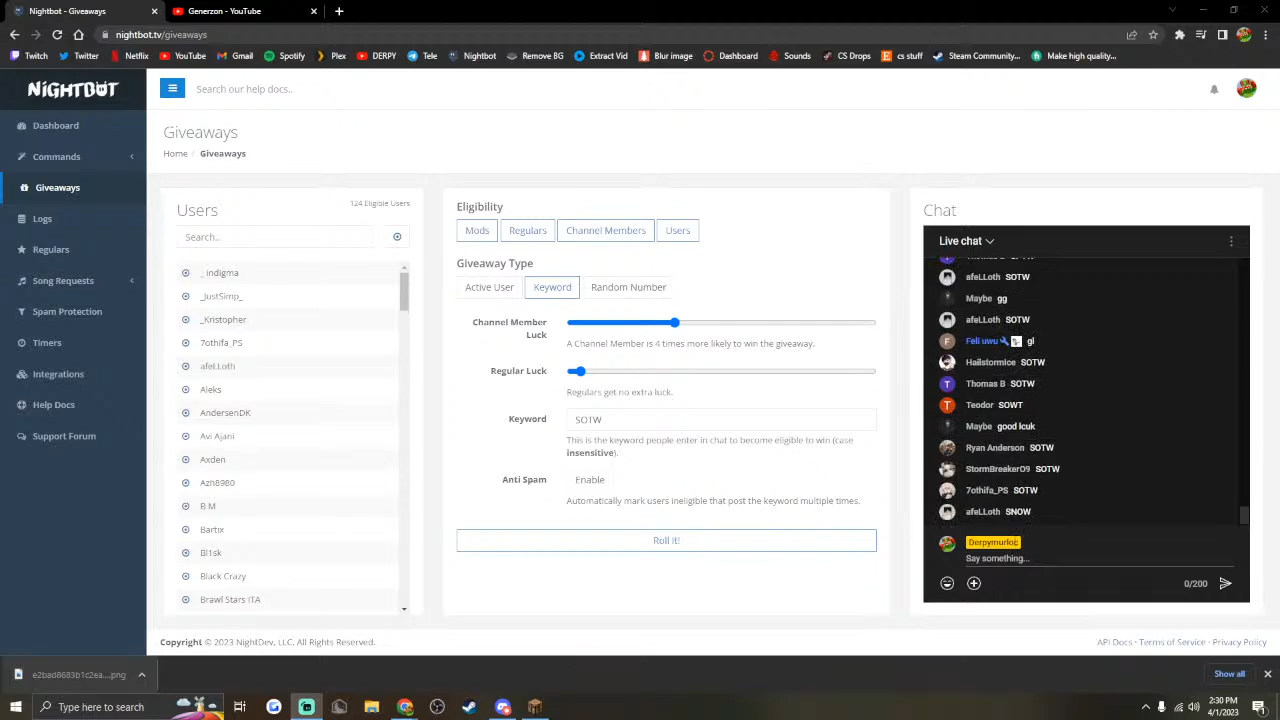 Nightbot - Giveaways
Generzon - YouTube
nightbot.tv/giveaways
Twitch
Twitter
Netflix
YouTube
Gmail
Spotify
Plex
DERPY
Tele
Nightbot
Remove BG
Extract Vid
Blur image
Dashboard
Sounds
CS Drops
cs stuff
Steam Communit...
Make high quality...
NiGHTBOT
Search our help docs..
Dashboard
Commands
Giveaways
Logs
Regulars
Song Requests
Spam Protection
Timers
Integrations
Help Docs
Support Forum
Giveaways
Home / Giveaways
Users
124 Eligible Users
Search..
_ indigma
_JustSimp_
_Kristopher
7othifa_PS
afeLLoth
Aleks
AndersenDK
Avi Ajani
Axden
Azh8980
B M
Bartix
Bl1sk
Black Crazy
Brawl Stars ITA
Eligibility
Mods
Regulars
Channel Members
Users
Giveaway Type
Active User
Keyword
Random Number
Channel Member
Luck
A Channel Member is 4 times more likely to win the giveaway.
Regular Luck
Regulars get no extra luck.
Keyword
SOTW
This is the keyword people enter in chat to become eligible to win (case
insensitive).
Anti Spam
Enable
Automatically mark users ineligible that post the keyword multiple times.
Roll It!
Chat
Live chat
afeLLoth SOTW
Maybe gg
afeLLoth SOTW
F Feli uwu gl
Hailstormice SOTW
T Thomas B SOTW
T Teodor SOWT
Maybe good lcuk
Ryan Anderson SOTW
StormBreaker09 SOTW
7othifa_PS SOTW
afeLLoth SNOW
Derpymurloc
Say something...
0/200
Copyright © 2023 NightDev, LLC. All Rights Reserved.
API Docs · Terms of Service · Privacy Policy
e2bad8683b1c2ea....png
Show all
Type here to search
2:30 PM
4/1/2023